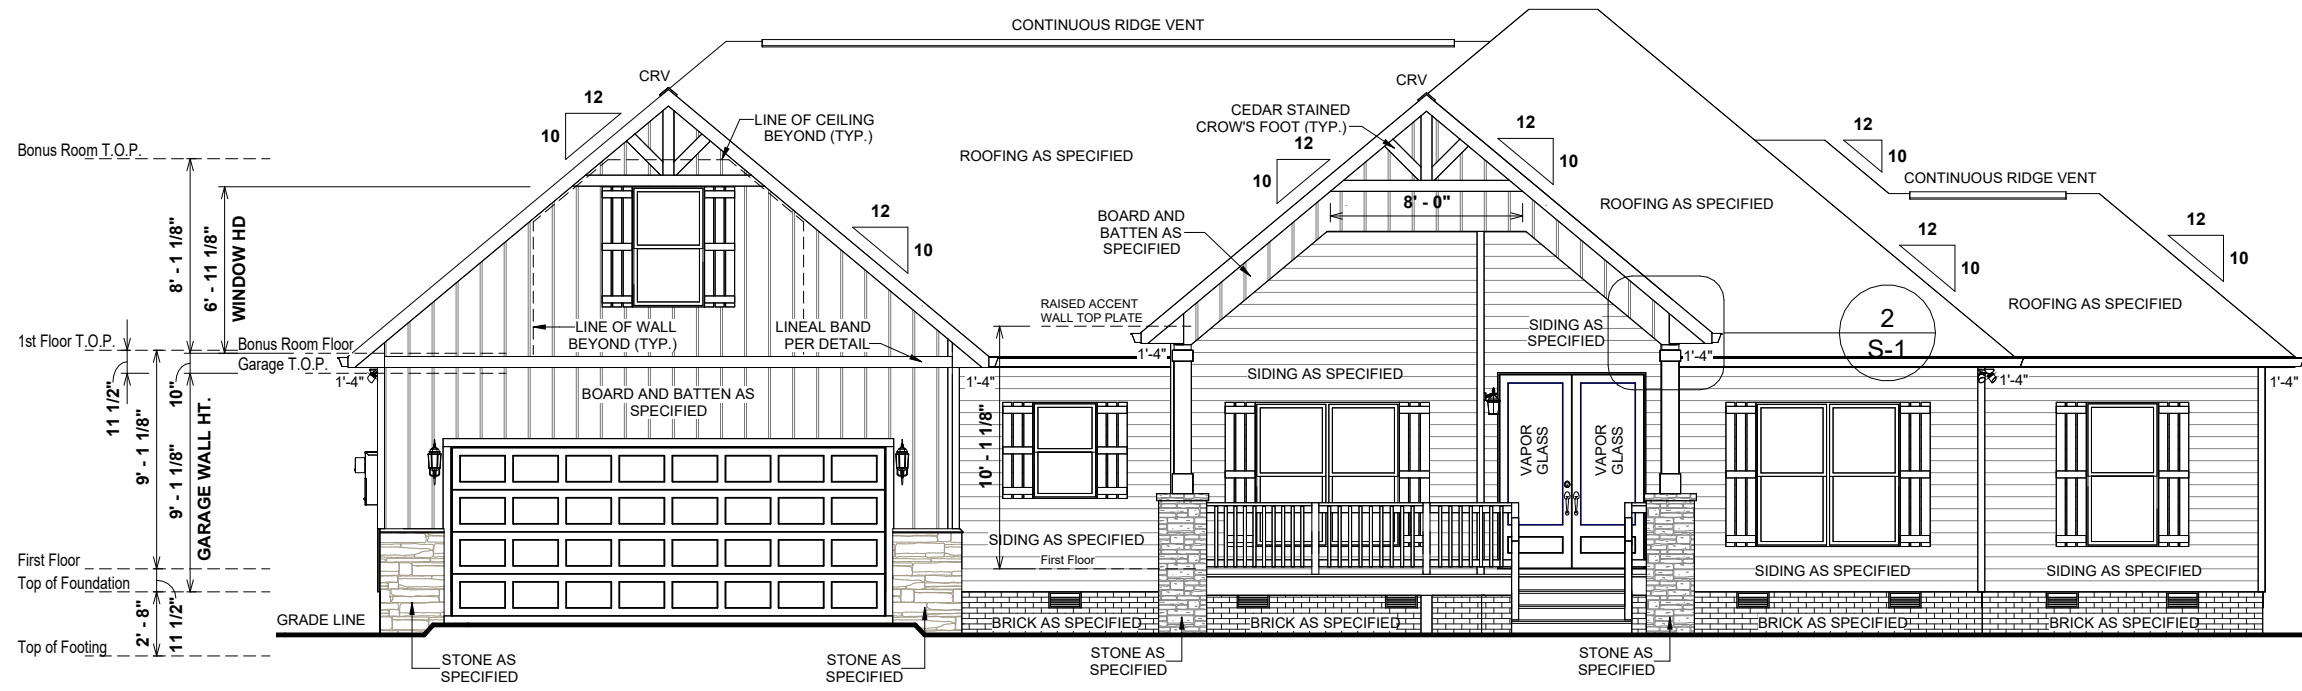 CONTINUOUS RIDGE VENT
CRV
CRV
12
10
LINE OF CEILING
BEYOND (TYP.)
CEDAR STAINED
CROW'S FOOT (TYP.)
12
10
12
10
12
10
Bonus Room T.O.P.
ROOFING AS SPECIFIED
CONTINUOUS RIDGE VENT
8' - 1 1/8"
6' - 11 1/8"
WINDOW HD
12
10
BOARD AND
BATTEN AS
SPECIFIED
8' - 0"
ROOFING AS SPECIFIED
12
10
12
10
RAISED ACCENT
WALL TOP PLATE
ROOFING AS SPECIFIED
2
S-1
1st Floor T.O.P.
Bonus Room Floor
Garage T.O.P.
LINE OF WALL
BEYOND (TYP.)
LINEAL BAND
PER DETAIL
SIDING AS
SPECIFIED
1'-4"
1'-4"
1'-4"
1'-4"
1'-4"
1'-4"
11 1/2"
9' - 1 1/8"
10"
9' - 1 1/8"
GARAGE WALL HT.
BOARD AND BATTEN AS
SPECIFIED
SIDING AS SPECIFIED
10' - 1 1/8"
VAPOR
GLASS
VAPOR
GLASS
SIDING AS SPECIFIED
First Floor
First Floor
SIDING AS SPECIFIED
SIDING AS SPECIFIED
Top of Foundation
2' - 8"
11 1/2"
GRADE LINE
BRICK AS SPECIFIED
BRICK AS SPECIFIED
BRICK AS SPECIFIED
BRICK AS SPECIFIED
Top of Footing
STONE AS
SPECIFIED
STONE AS
SPECIFIED
STONE AS
SPECIFIED
STONE AS
SPECIFIED